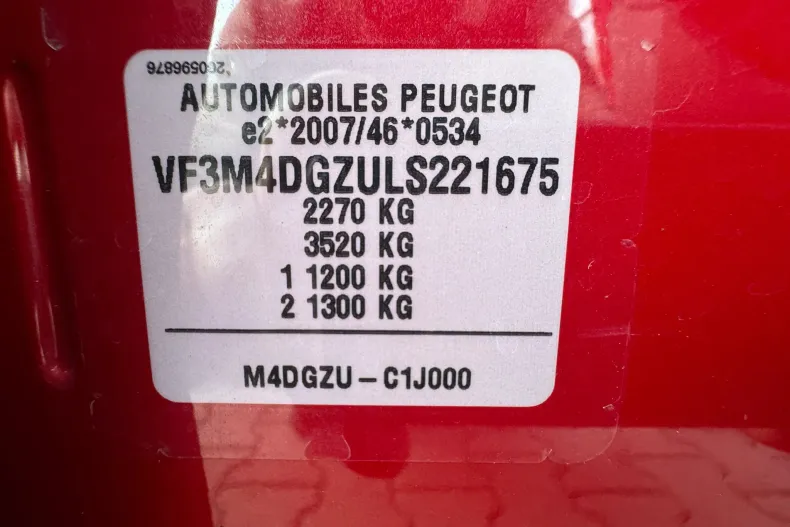 200596876
AUTOMOBILES PEUGEOT
e2*2007/46*0534
VF3M4DGZULS221675
2270 KG
3520 KG
1 1200 KG
2 1300 KG
M4DGZU – C1J000